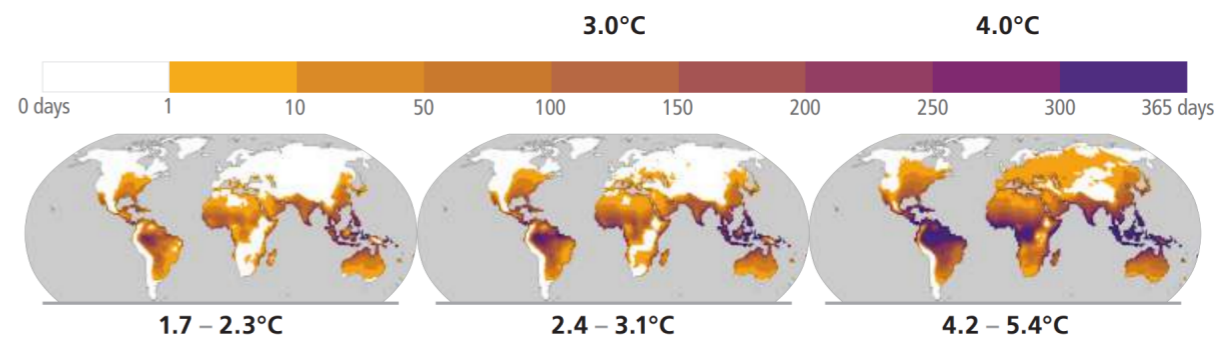 3.0°C 4.0°C
0 days 1 10 50 100 150 200 250 300 365 days
1.7 – 2.3°C 2.4 – 3.1°C 4.2 – 5.4°C